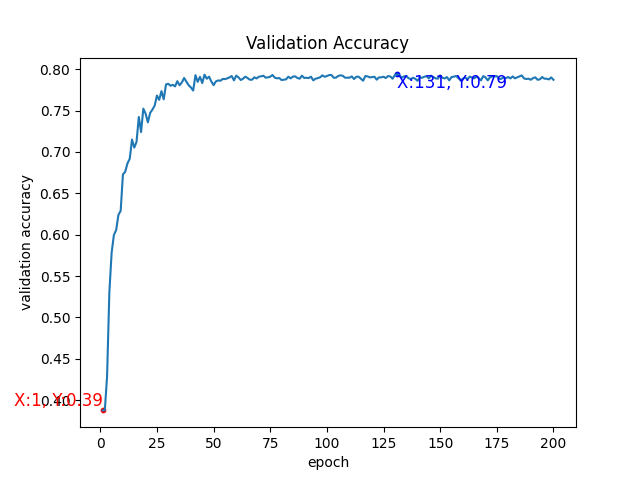 Validation Accuracy
0.80
0.75
0.70
0.65
0.60
0.55
0.50
0.45
0.40
validation accuracy
X:1, Y:0.39
X:131, Y:0.79
0 25 50 75 100 125 150 175 200
epoch